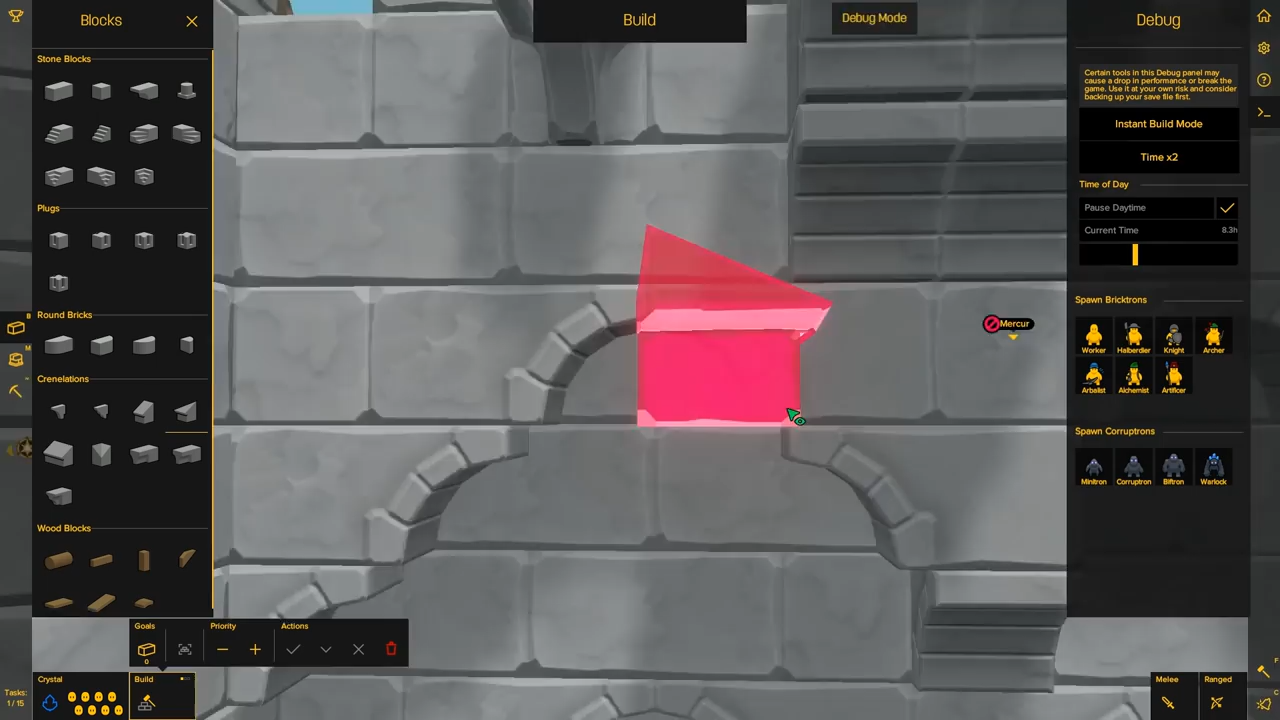 Blocks
Build
Debug Mode
Debug
Stone Blocks
Certain tools in this Debug panel may
cause a drop in performance or break the
game. Use it at your own risk and consider
backing up your save file first.
Instant Build Mode
Time x2
Time of Day
Pause Daytime
Current Time 8.3h
Plugs
Round Bricks
Crenelations
Wood Blocks
Mercur
Spawn Bricktrons
Worker Halberdier Knight Archer
Arbalist Alchemist Artificer
Spawn Corruptrons
Minitron Corruptron Biftron Warlock
B
M
Goals Priority Actions
0
Tasks:
1 / 15
Crystal
Build
Melee
Ranged
F
C